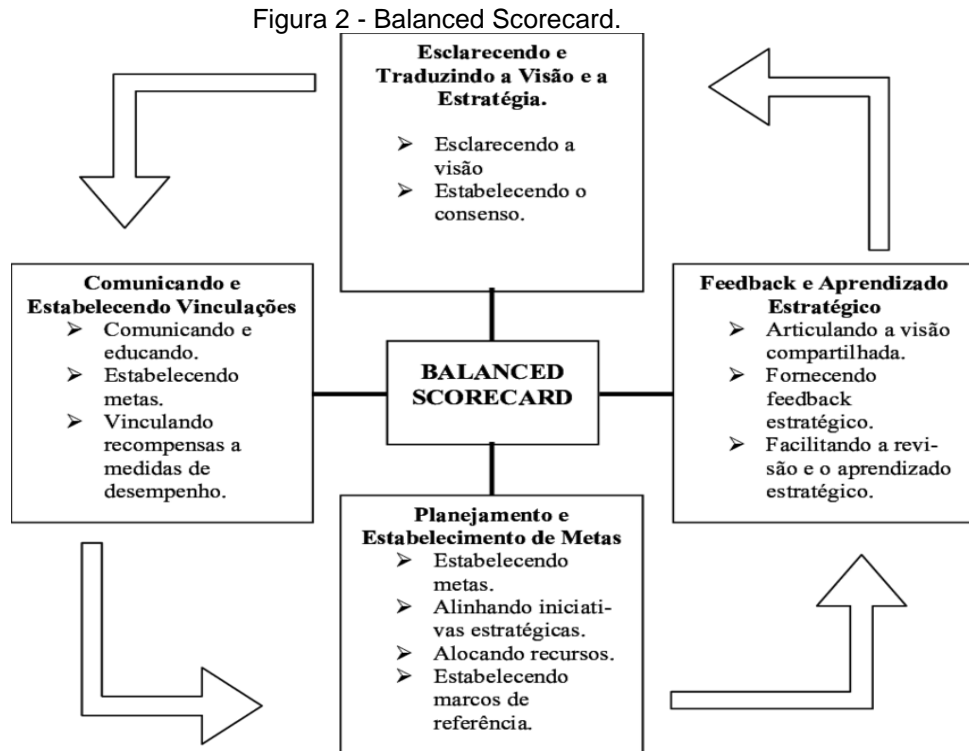 Figura 2 - Balanced Scorecard.
Esclarecendo e
Traduzindo a Visão e a
Estratégia.
➢ Esclarecendo a
visão
➢ Estabelecendo o
consenso.
Comunicando e
Estabelecendo Vinculações
➢ Comunicando e
educando.
➢ Estabelecendo
metas.
➢ Vinculando
recompensas a
medidas de
desempenho.
BALANCED
SCORECARD
Feedback e Aprendizado
Estratégico
➢ Articulando a visão
compartilhada.
➢ Fornecendo
feedback
estratégico.
➢ Facilitando a revi-
são e o aprendizado
estratégico.
Planejamento e
Estabelecimento de Metas
➢ Estabelecendo
metas.
➢ Alinhando iniciati-
vas estratégicas.
➢ Alocando recursos.
➢ Estabelecendo
marcos de
referência.